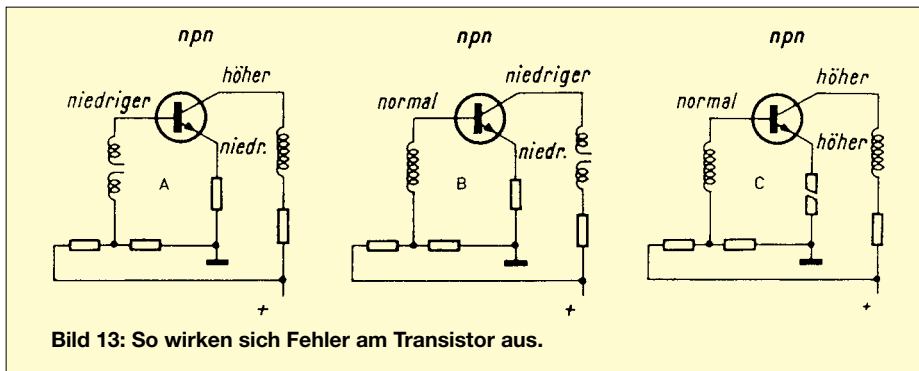 npn npn npn
höher niedriger höher
niedriger normal normal
niedr. niedr. höher
A B C
+ + +
Bild 13: So wirken sich Fehler am Transistor aus.